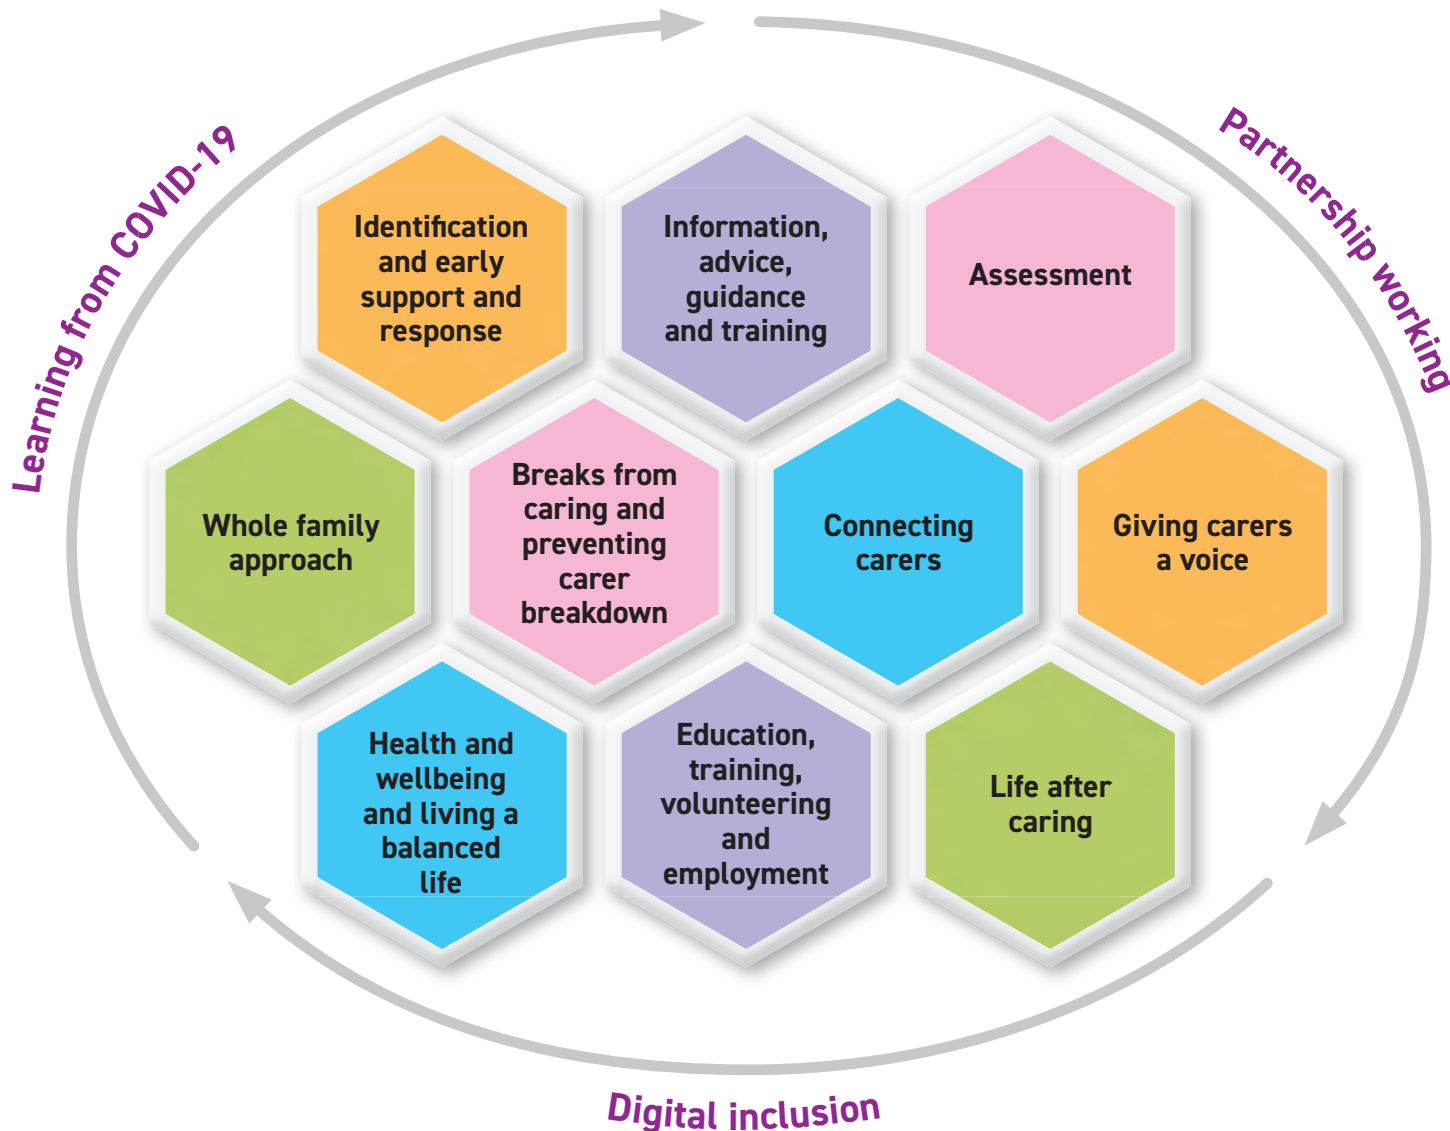 Learning from COVID-19
Partnership working
Identification
and early
support and
response
Information,
advice,
guidance
and training
Assessment
Whole family
approach
Breaks from
caring and
preventing
carer
breakdown
Connecting
carers
Giving carers
a voice
Health and
wellbeing
and living a
balanced
life
Education,
training,
volunteering
and
employment
Life after
caring
Digital inclusion